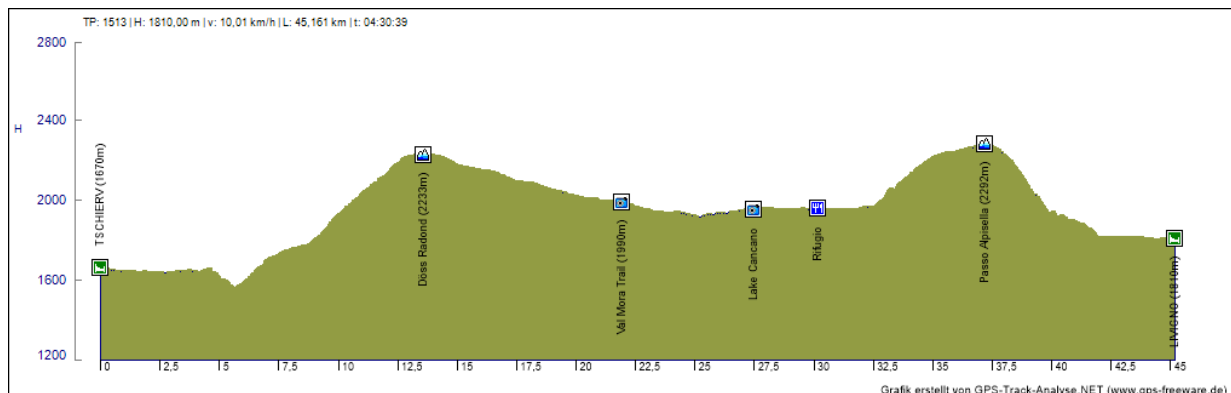 TP: 1513 | H: 1810,00 m | v: 10,01 km/h | L: 45,161 km | t: 04:30:39
2800
H
2400
2000
1600
1200
TSCHIERV (1670m)
Döss Radond (2233m)
Val Mora Trail (1990m)
Lake Cancano
Rifugio
Passo Alpisella (2292m)
LIVIGNO (1810m)
0 2,5 5 7,5 10 12,5 15 17,5 20 22,5 25 27,5 30 32,5 35 37,5 40 42,5 45
Grafik erstellt von GPS-Track-Analyse.NET (www.gps-freeware.de)